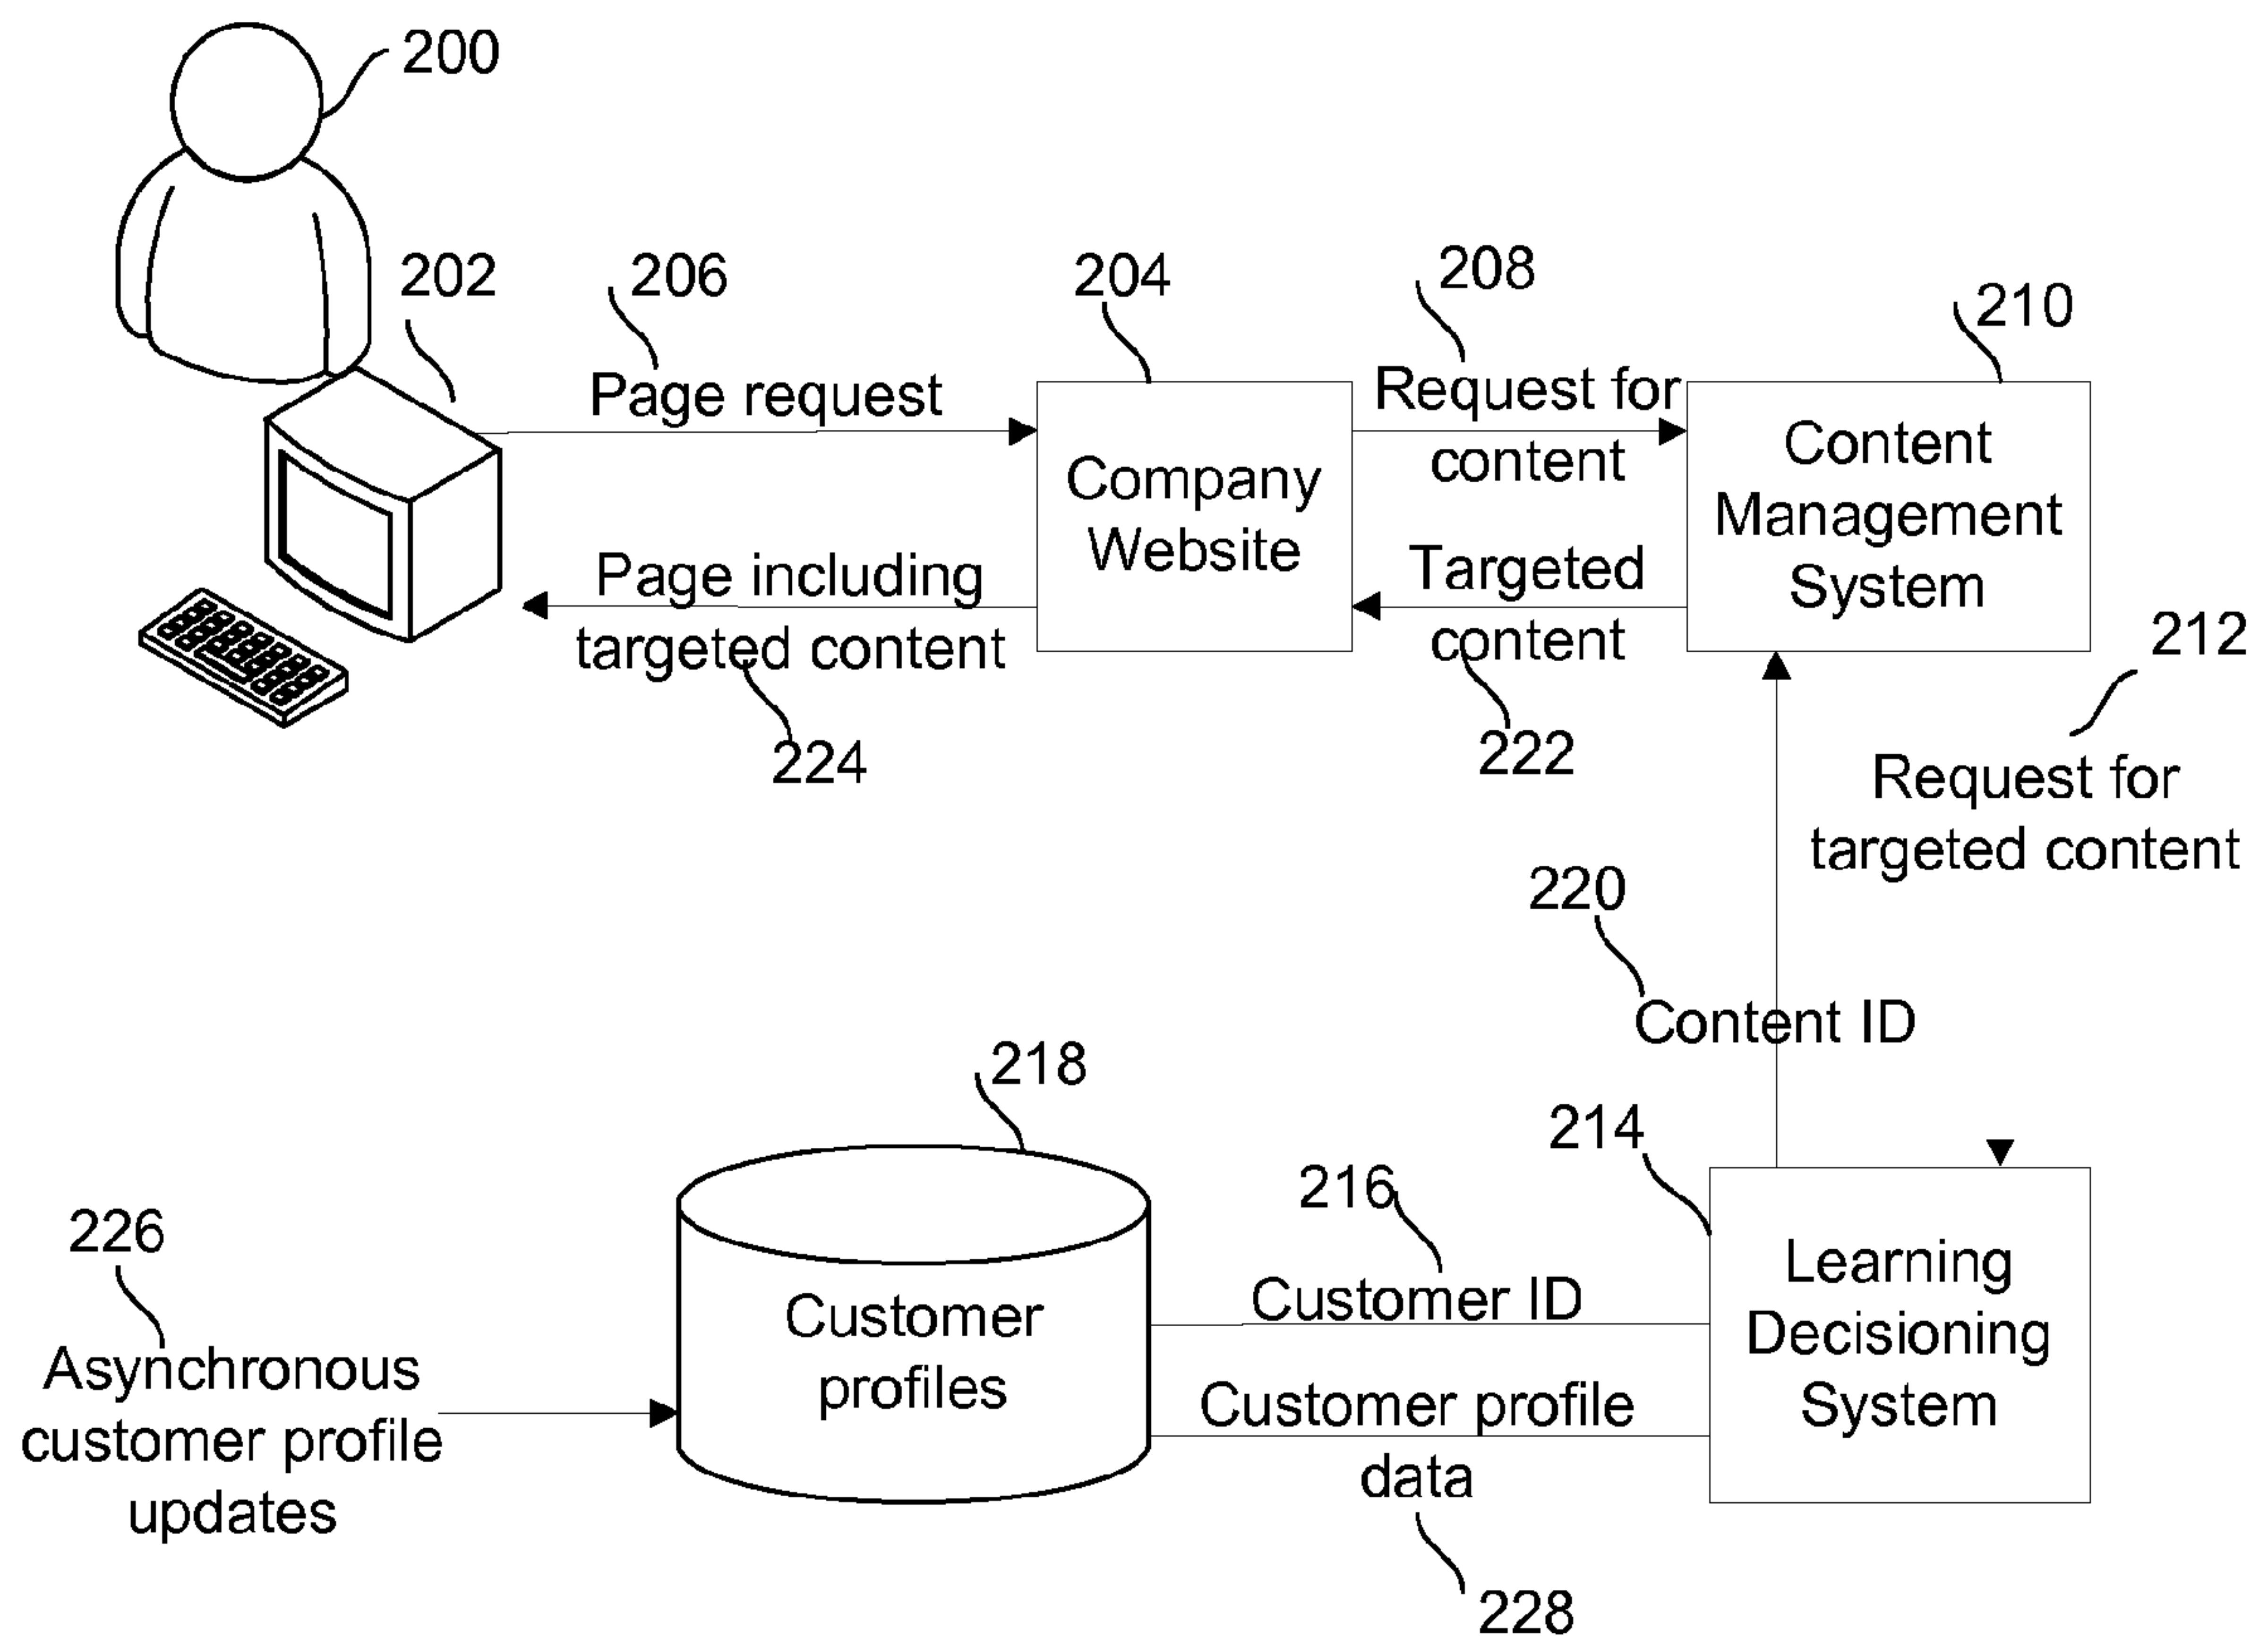 200
202
206
204
208
210
Page request
Request for
content
Company
Website
Content
Management
System
Page including
targeted content
Targeted
content
224
222
212
Request for
targeted content
220
Content ID
218
214
216
226
Customer ID
Learning
Decisioning
System
Customer
profiles
Asynchronous
customer profile
updates
Customer profile
data
228